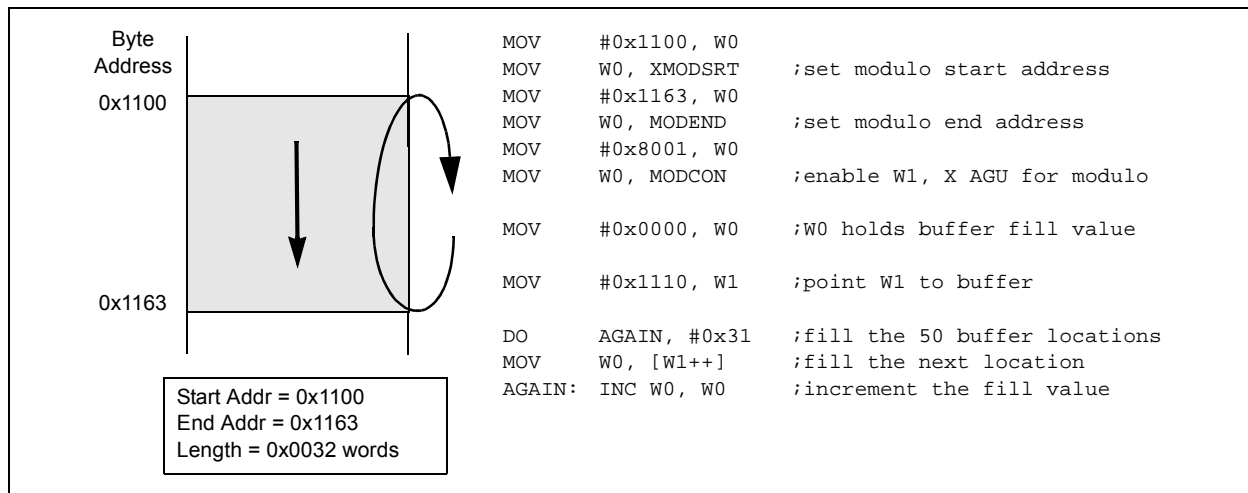 Byte
Address
0x1100
0x1163
Start Addr = 0x1100
End Addr = 0x1163
Length = 0x0032 words
MOV #0x1100, W0
MOV W0, XMODSRT ;set modulo start address
MOV #0x1163, W0
MOV W0, MODEND ;set modulo end address
MOV #0x8001, W0
MOV W0, MODCON ;enable W1, X AGU for modulo
MOV #0x0000, W0 ;W0 holds buffer fill value
MOV #0x1110, W1 ;point W1 to buffer
DO AGAIN, #0x31 ;fill the 50 buffer locations
MOV W0, [W1++] ;fill the next location
AGAIN: INC W0, W0 ;increment the fill value